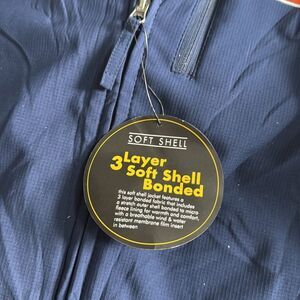 SOFT SHELL
3 Layer
Soft Shell
Bonded
this soft shell jacket features a
3 layer bonded fabric that includes
a stretch outer shell bonded to micro
fleece lining for warmth and comfort,
with a breathable wind & water
resistant membrane film insert
in between